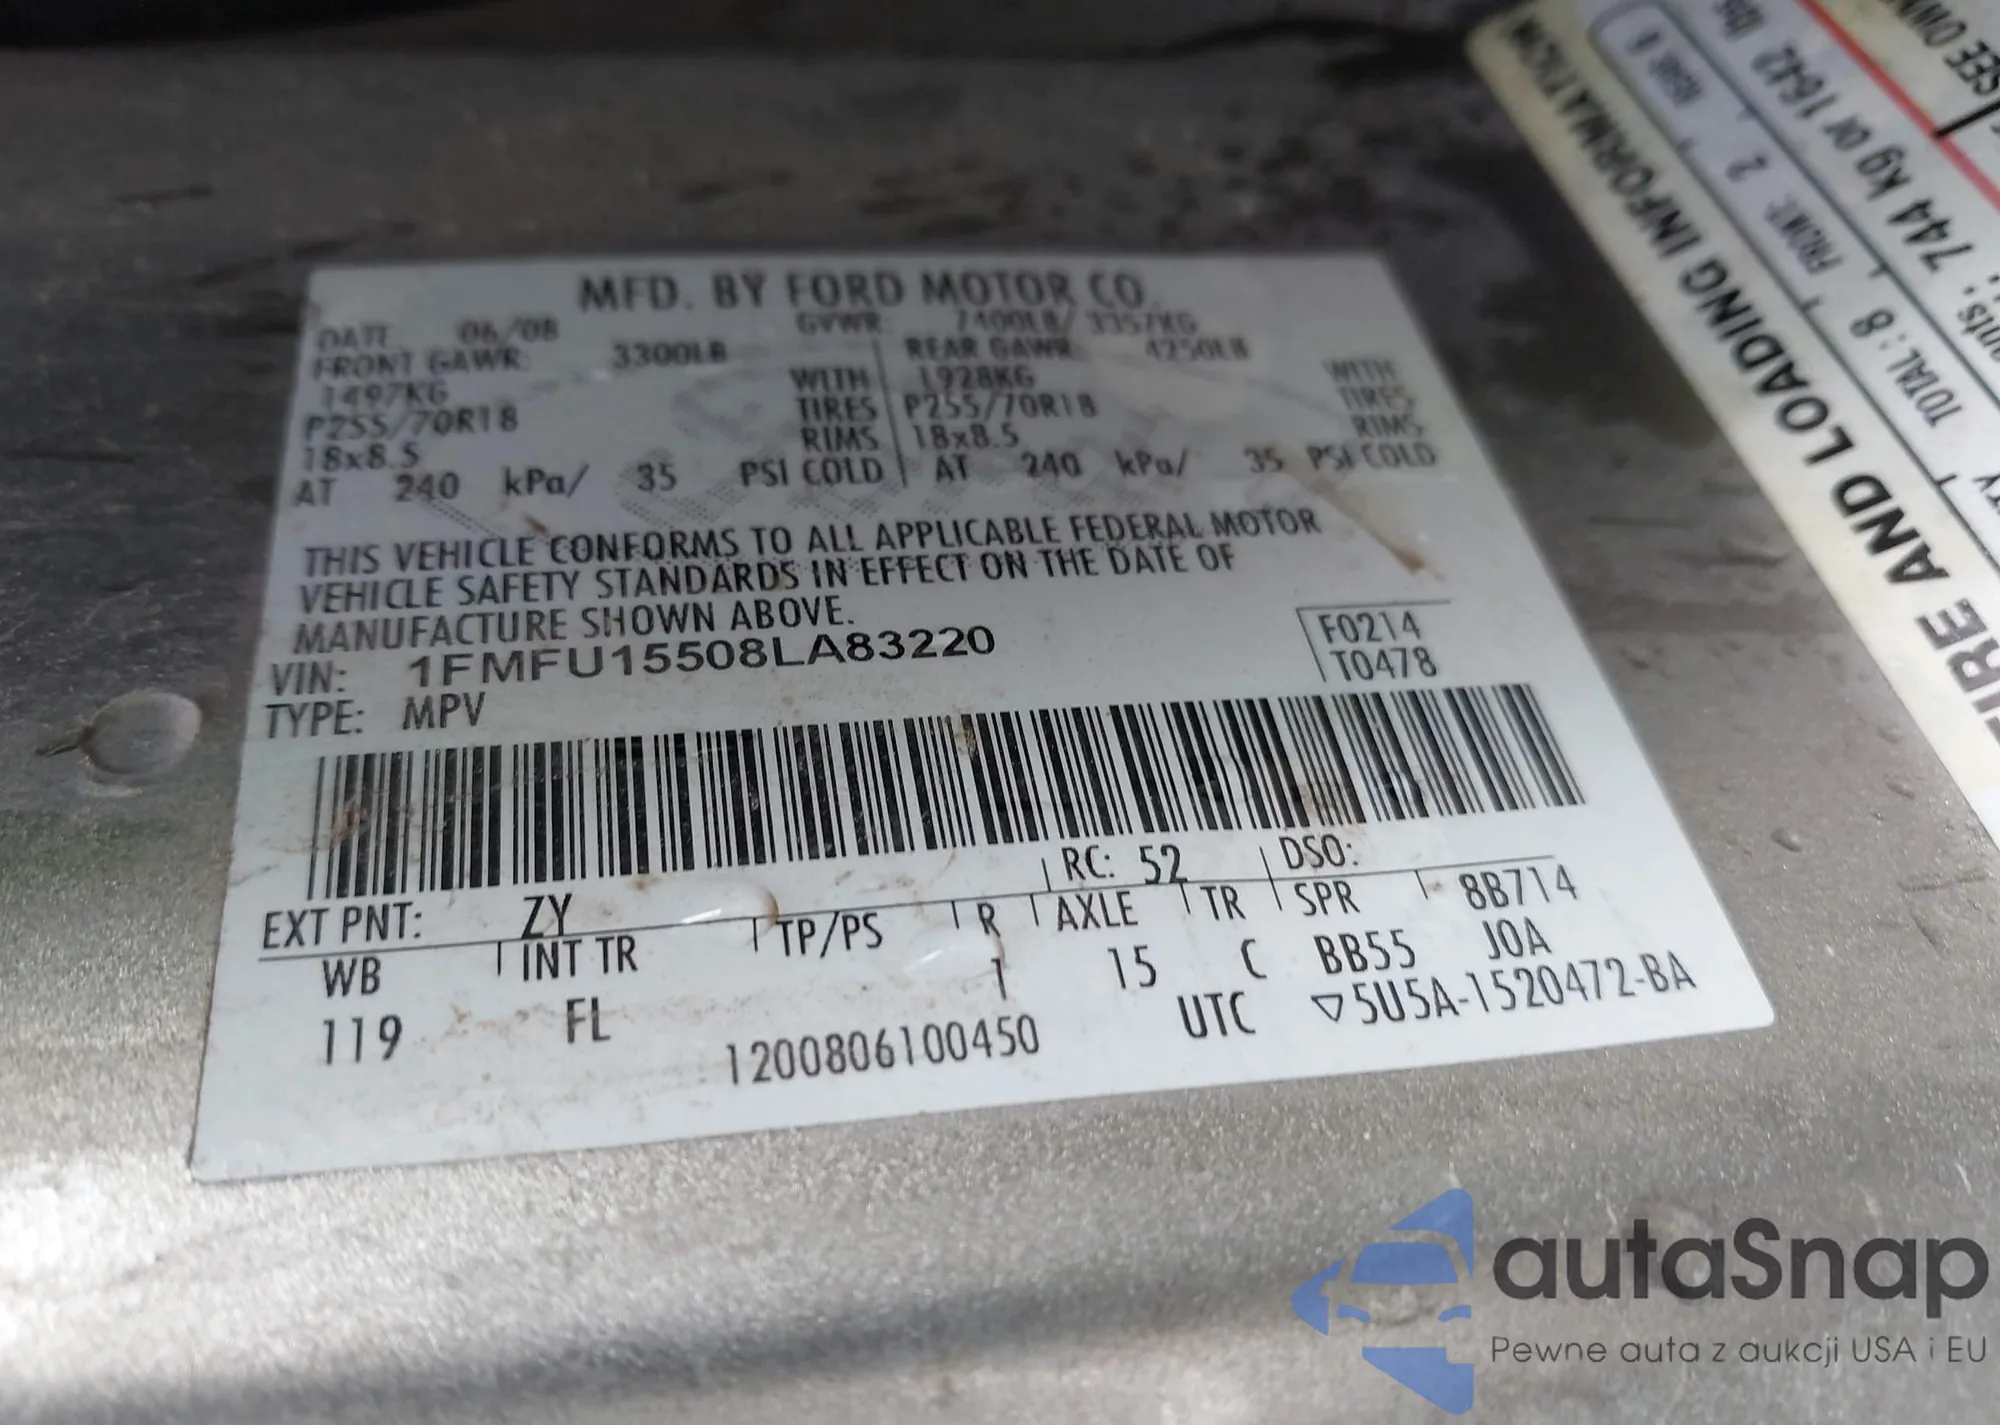 MFD. BY FORD MOTOR CO.
DATE 06/08 GVWR: 7400LB/ 3357KG
FRONT GAWR: 3300LB REAR GAWR: 4250LB
1497KG WITH 1928KG WITH
P255/70R18 TIRES P255/70R18 TIRES
18x8.5 RIMS 18x8.5 RIMS
AT 240 kPa/ 35 PSI COLD AT 240 kPa/ 35 PSI COLD
THIS VEHICLE CONFORMS TO ALL APPLICABLE FEDERAL MOTOR
VEHICLE SAFETY STANDARDS IN EFFECT ON THE DATE OF
MANUFACTURE SHOWN ABOVE.
VIN: 1FMFU15508LA83220
F0214
TYPE: MPV
T0478
EXT PNT: ZY RC: 52 DSO:
WB INT TR TP/PS R AXLE TR SPR 8B714
119 FL 1 15 C BB55 JOA
1200806100450 UTC ▽5U5A-1520472-BA
TIRE AND LOADING INFORMATION
TOTAL: 8 FRONT: 2 REAR: 6
744 kg or 1642 lbs
SEE OWN
autaSnap
Pewne auta z aukcji USA i EU